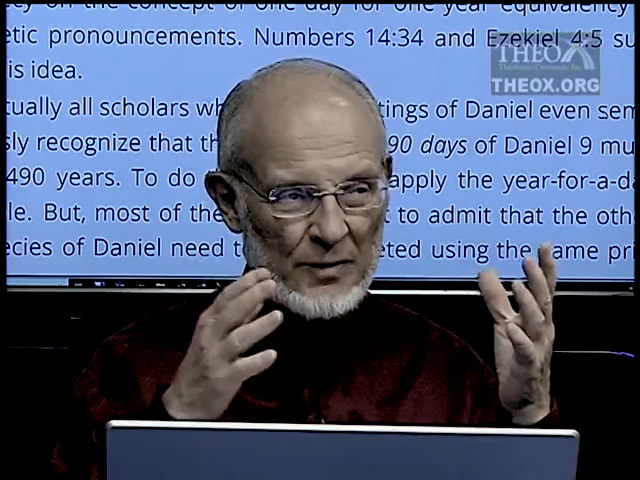 on the concept of one day for one year equivalency
etic pronouncements. Numbers 14:34 and Ezekiel 4:5 su
is idea.
tually all scholars wh tings of Daniel even sem
sly recognize that th 90 days of Daniel 9 mu
490 years. To do apply the year-for-a-da
le. But, most of the t to admit that the oth
ecies of Daniel need t eted using the same pri
THEOX
THEOX.ORG